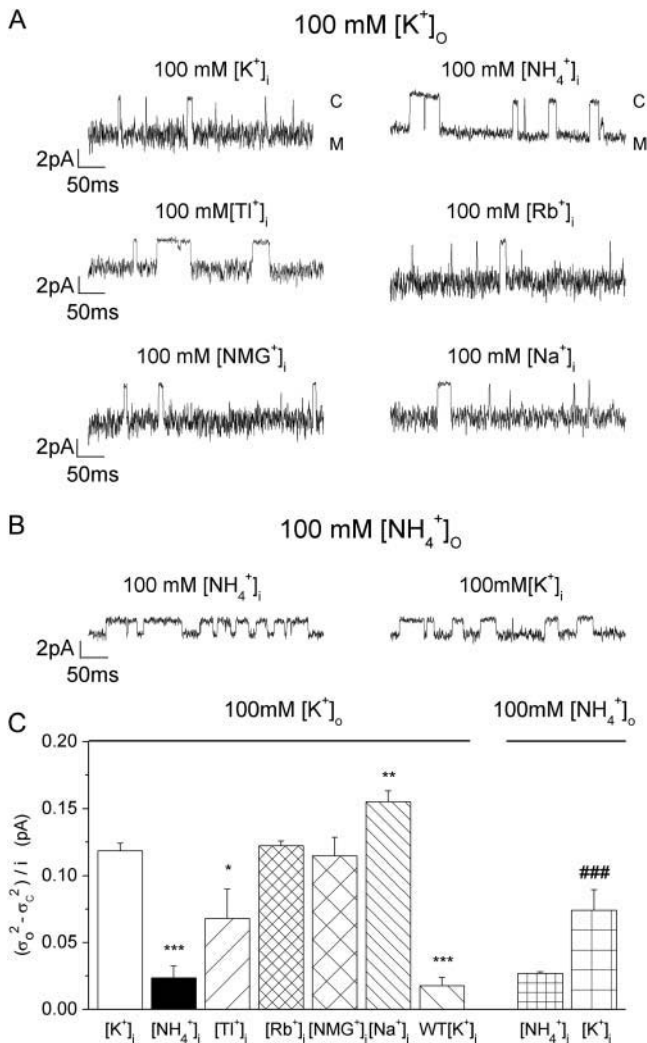 A
100 mM [K⁺]O
100 mM [K⁺]i
100 mM [NH₄⁺]i
C
M
C
M
2pA
50ms
100 mM[Tl⁺]i
100 mM [Rb⁺]i
2pA
50ms
100 mM [NMG⁺]i
100 mM [Na⁺]i
2pA
50ms
B
100 mM [NH₄⁺]O
100 mM [NH₄⁺]i
100mM[K⁺]i
2pA
50ms
C
100mM [K⁺]o
100mM [NH₄⁺]o
(σo² - σc²) / i (pA)
0.20
0.15
0.10
0.05
0.00
***
*
**
***
###
[K⁺]i [NH₄⁺]i [Tl⁺]i [Rb⁺]i [NMG⁺]i [Na⁺]i WT[K⁺]i [NH₄⁺]i [K⁺]i